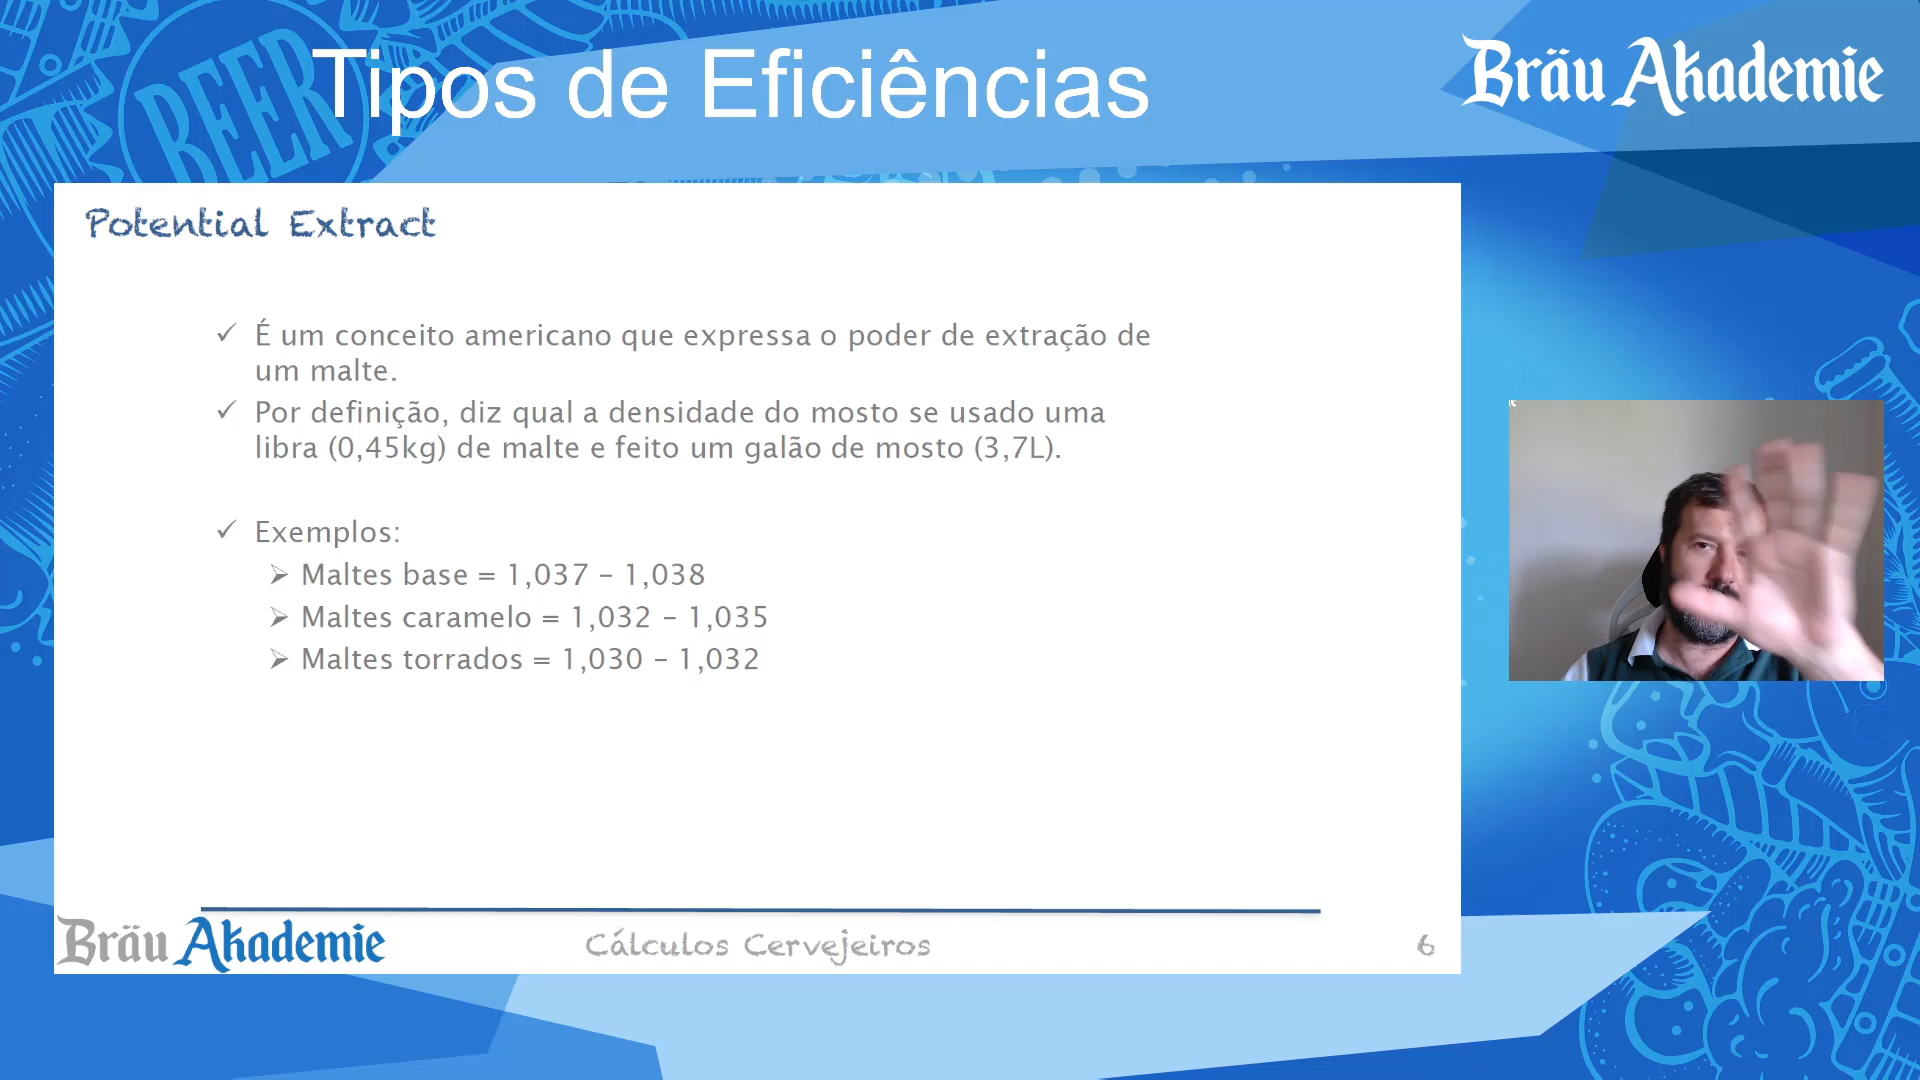 BEER
Tipos de Eficiências
Bräu Akademie
Potential Extract
✓ É um conceito americano que expressa o poder de extração de
um malte.
✓ Por definição, diz qual a densidade do mosto se usado uma
libra (0,45kg) de malte e feito um galão de mosto (3,7L).
✓ Exemplos:
➢ Maltes base = 1,037 – 1,038
➢ Maltes caramelo = 1,032 – 1,035
➢ Maltes torrados = 1,030 – 1,032
Bräu Akademie
Cálculos Cervejeiros
6